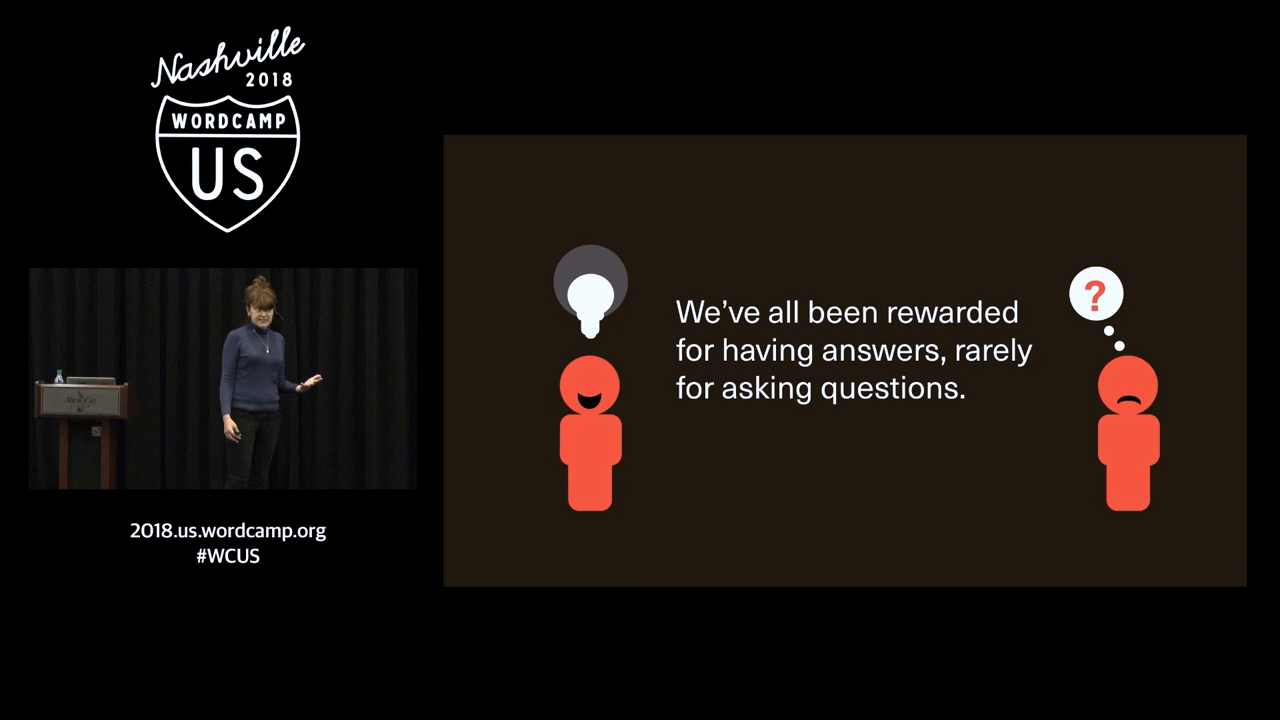 Nashville
2018
WORDCAMP
US
2018.us.wordcamp.org
#WCUS
We've all been rewarded
for having answers, rarely
for asking questions.
?